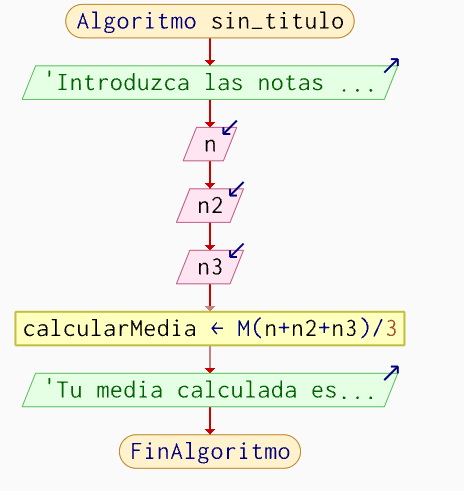 Algoritmo sin_titulo
'Introduzca las notas ...
n
n2
n3
calcularMedia ← M(n+n2+n3)/3
'Tu media calculada es...
FinAlgoritmo